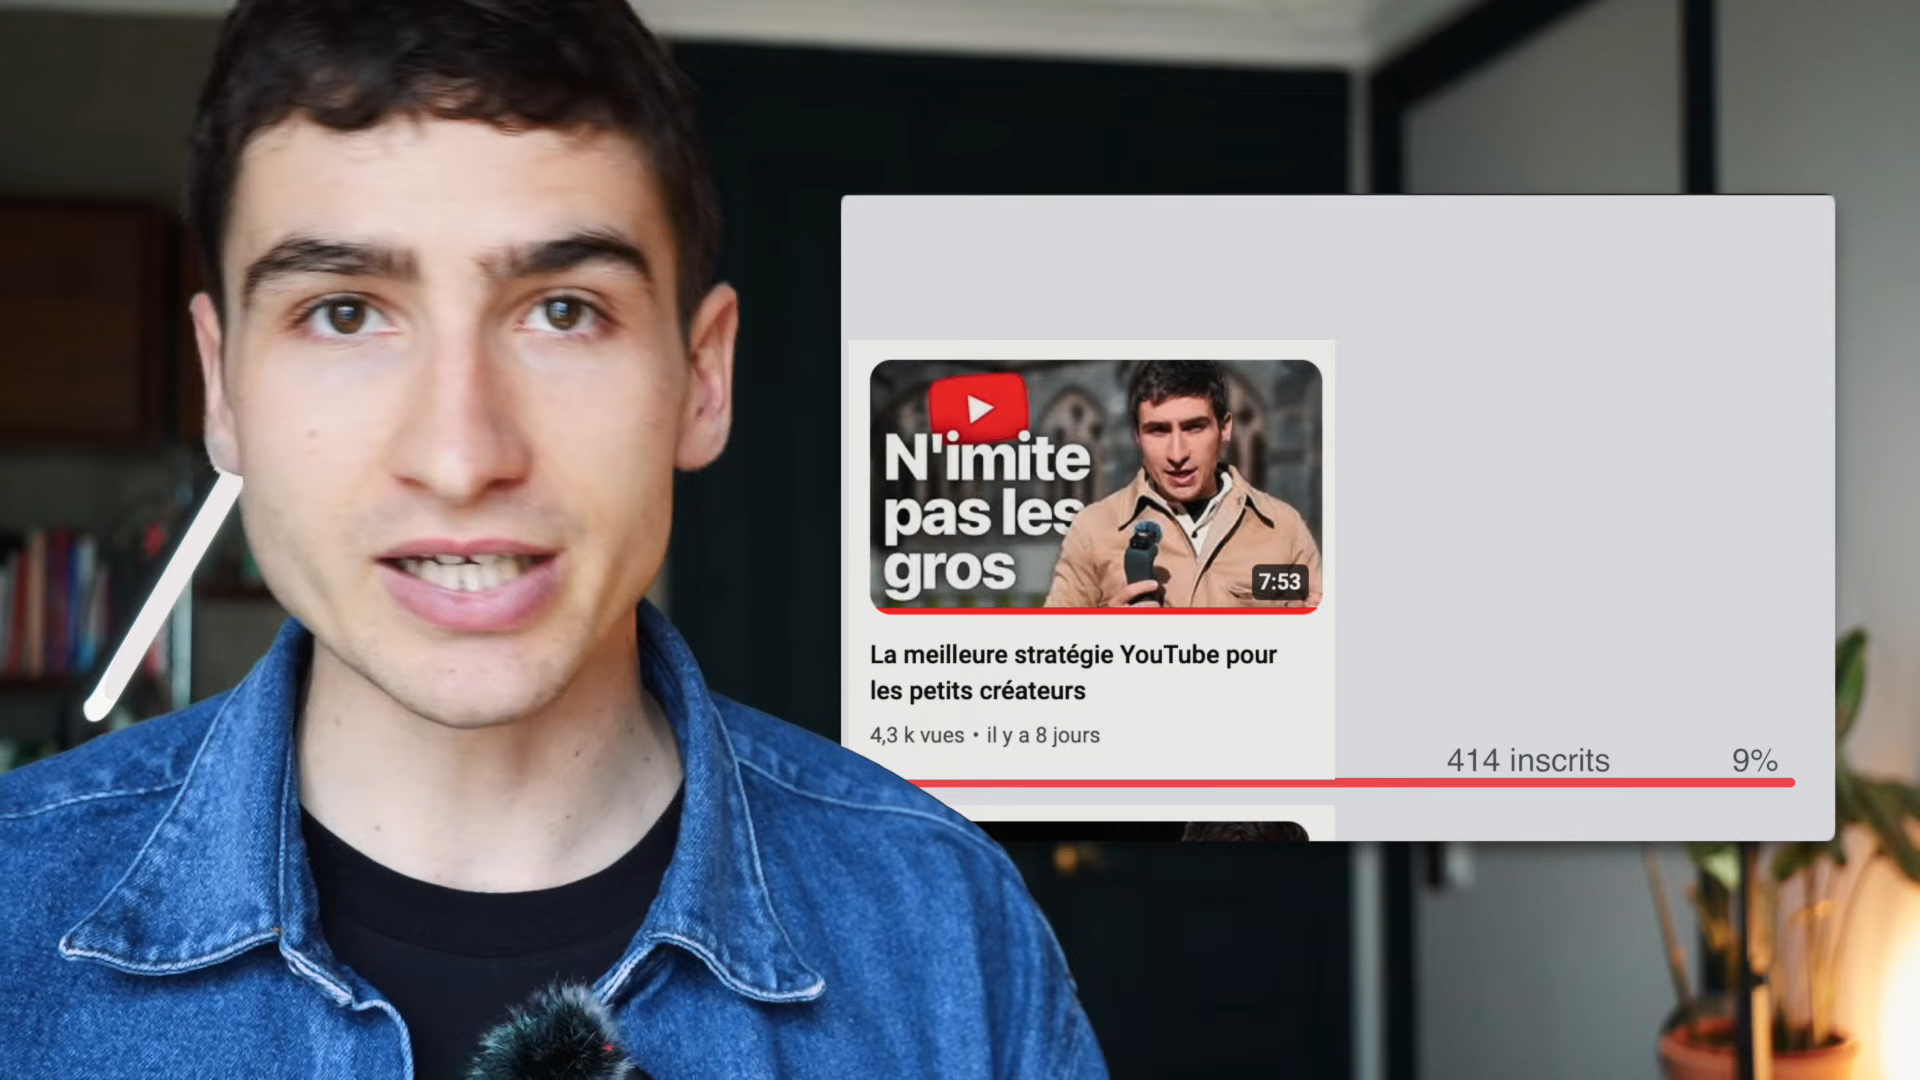 N'imite
pas les
gros
7:53
La meilleure stratégie YouTube pour
les petits créateurs
4,3 k vues • il y a 8 jours
414 inscrits 9%